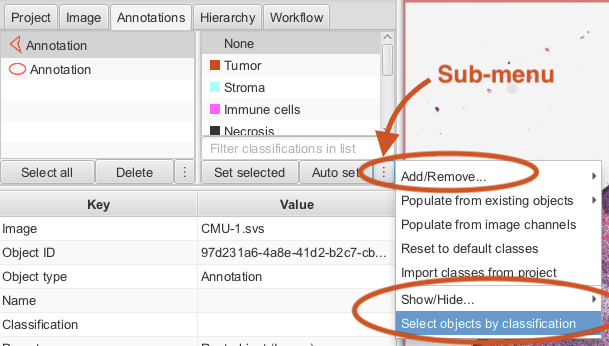 Project Image Annotations Hierarchy Workflow
Annotation
Annotation
None
Tumor
Stroma
Immune cells
Necrosis
Filter classifications in list
Select all Delete ⋮ Set selected Auto set ⋮
Sub-menu
Key Value
Image CMU-1.svs
Object ID 97d231a6-4a8e-41d2-b2c7-cb...
Object type Annotation
Name
Classification
Add/Remove...
Populate from existing objects
Populate from image channels
Reset to default classes
Import classes from project
Show/Hide...
Select objects by classification